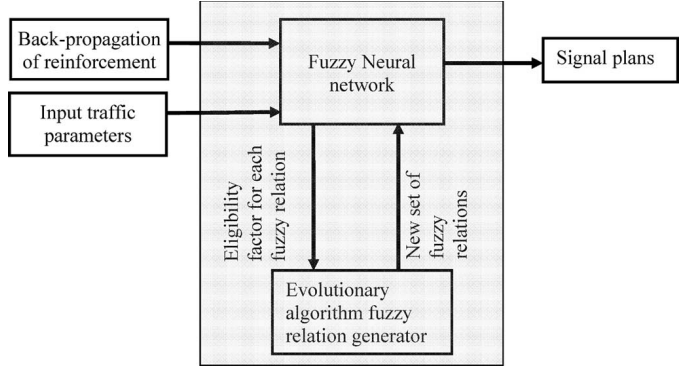 Back-propagation
of reinforcement
Input traffic
parameters
Fuzzy Neural
network
Signal plans
Eligibility
factor for each
fuzzy relation
New set of
fuzzy
relations
Evolutionary
algorithm fuzzy
relation generator